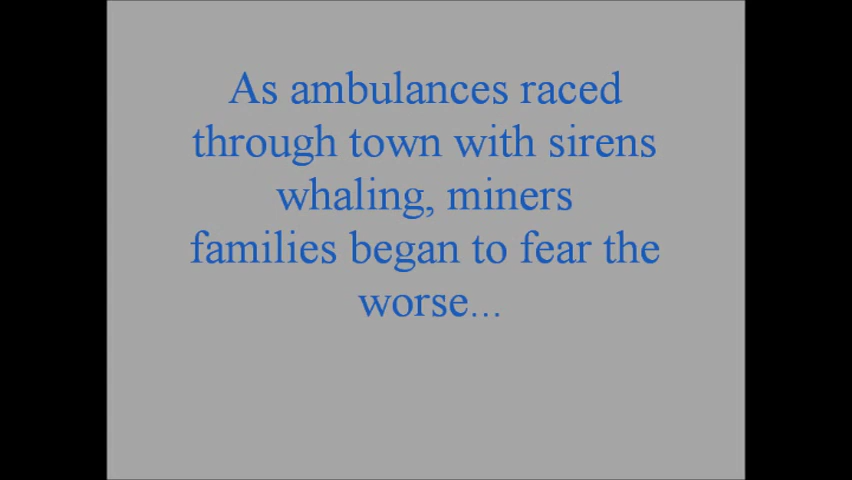 As ambulances raced
through town with sirens
whaling, miners
families began to fear the
worse...